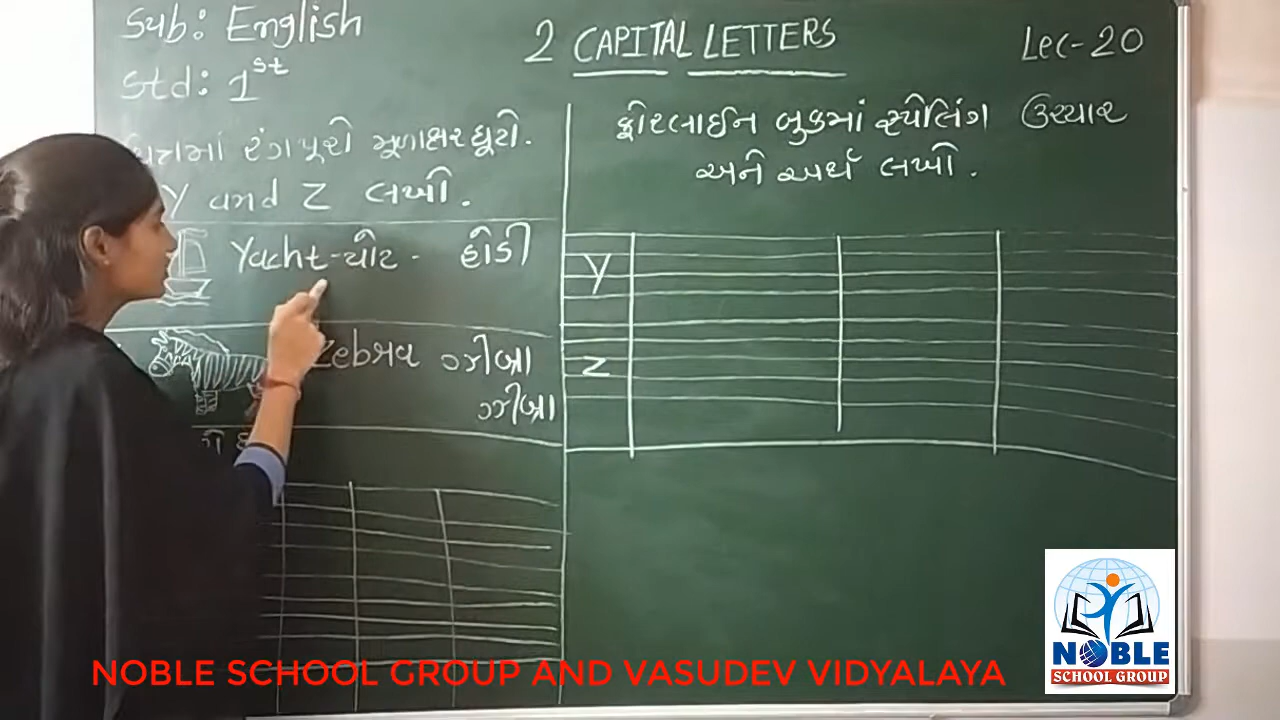 Sub: English
Std: 1st
2 CAPITAL LETTERS
Lec-20
ચિત્રમાં રંગ પૂરો મૂળાક્ષર ઘૂટો.
Y and Z લખો.
Yacht - યોટ - હોડી
Zebra ઝીબ્રા
ઝીબ્રા
ફોરલાઈન બુકમાં સ્પેલિંગ ઉચ્ચાર
અને અર્થ લખો.
Y
Z
NOBLE SCHOOL GROUP AND VASUDEV VIDYALAYA
NOBLE
SCHOOL GROUP